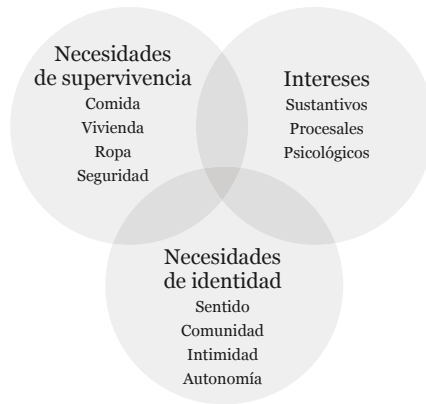 Necesidades
de supervivencia
Comida
Vivienda
Ropa
Seguridad
Intereses
Sustantivos
Procesales
Psicológicos
Necesidades
de identidad
Sentido
Comunidad
Intimidad
Autonomía